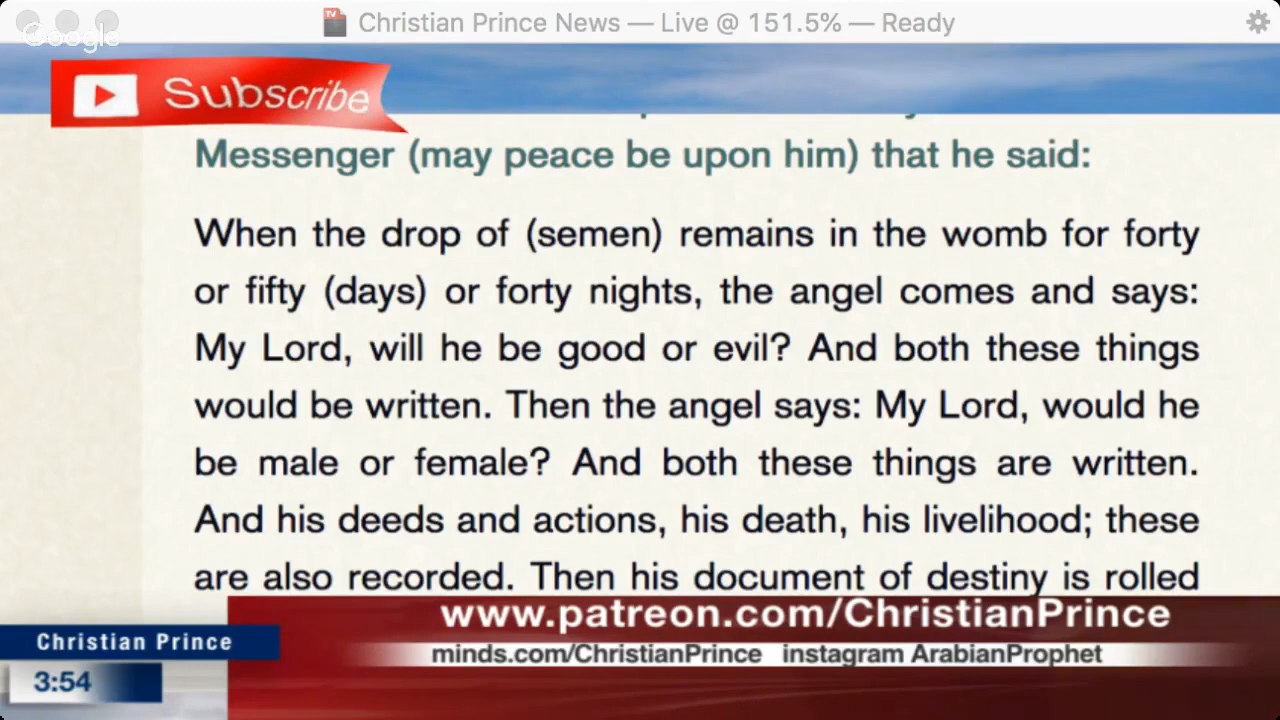 Christian Prince News — Live @ 151.5% — Ready
Google
Subscribe
Messenger (may peace be upon him) that he said:
When the drop of (semen) remains in the womb for forty
or fifty (days) or forty nights, the angel comes and says:
My Lord, will he be good or evil? And both these things
would be written. Then the angel says: My Lord, would he
be male or female? And both these things are written.
And his deeds and actions, his death, his livelihood; these
are also recorded. Then his document of destiny is rolled
www.patreon.com/ChristianPrince
Christian Prince
minds.com/ChristianPrince instagram ArabianProphet
3:54